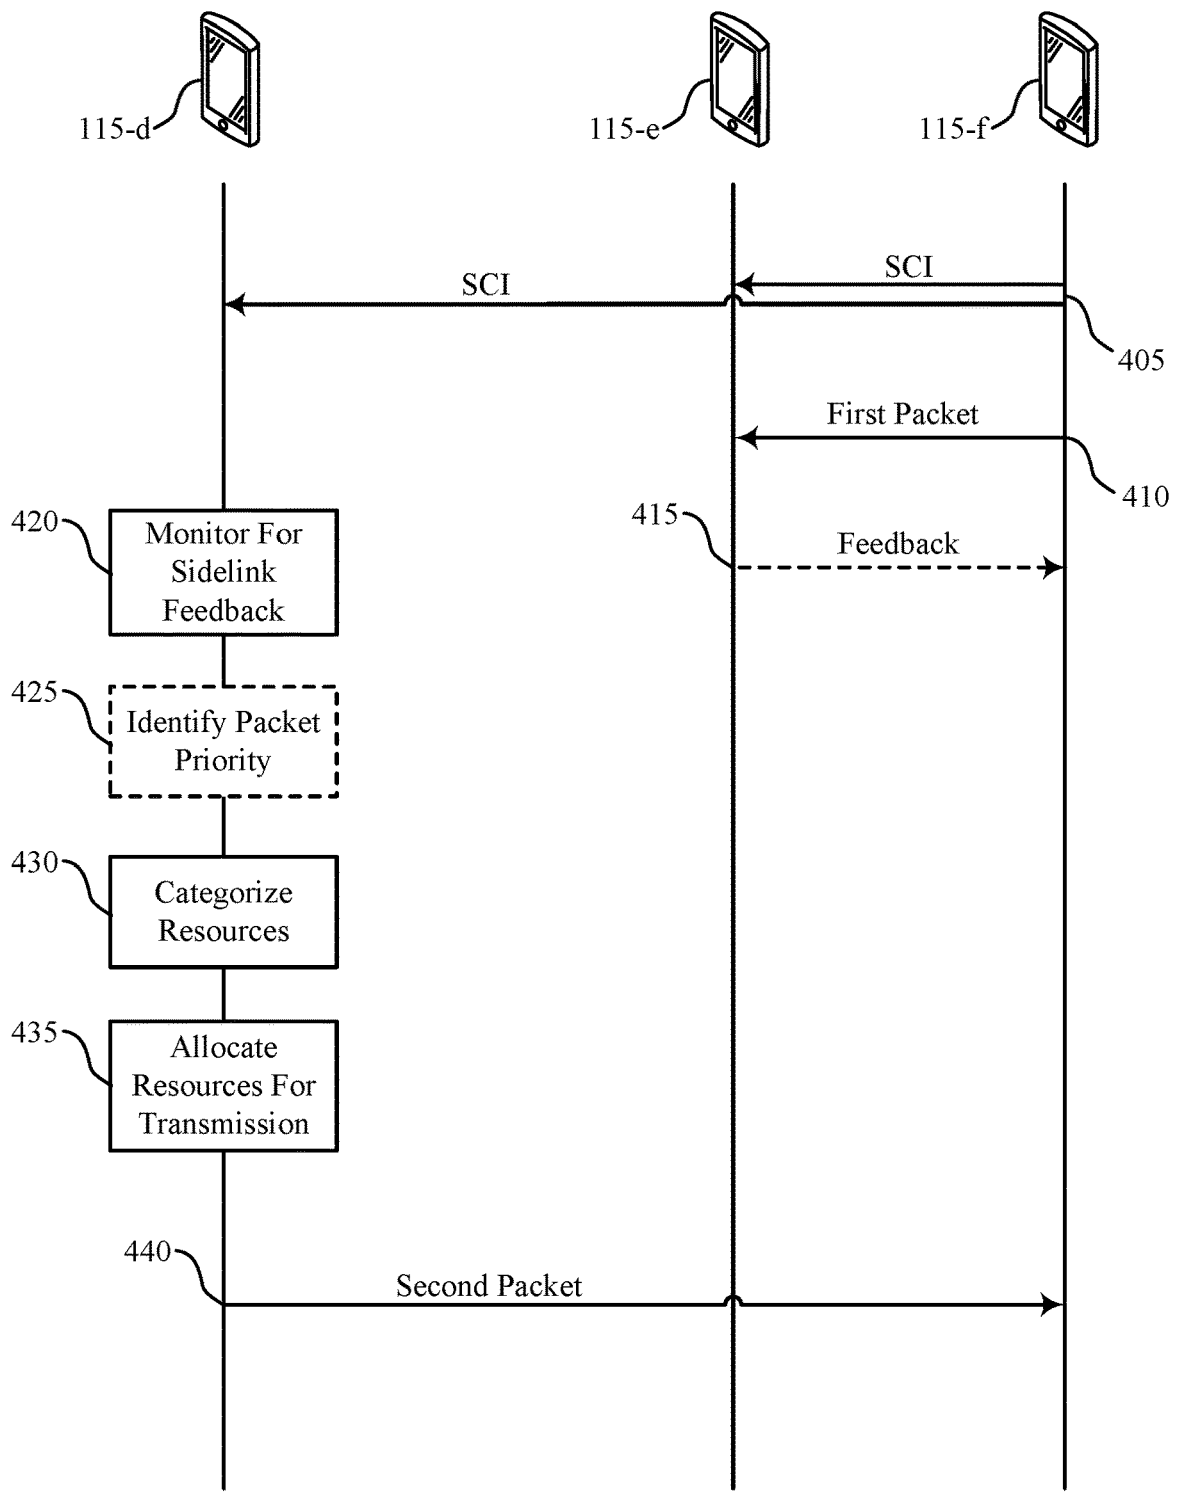 115-d
115-e
115-f
SCI
SCI
405
First Packet
410
420
Monitor For
Sidelink
Feedback
415
Feedback
425
Identify Packet
Priority
430
Categorize
Resources
435
Allocate
Resources For
Transmission
440
Second Packet